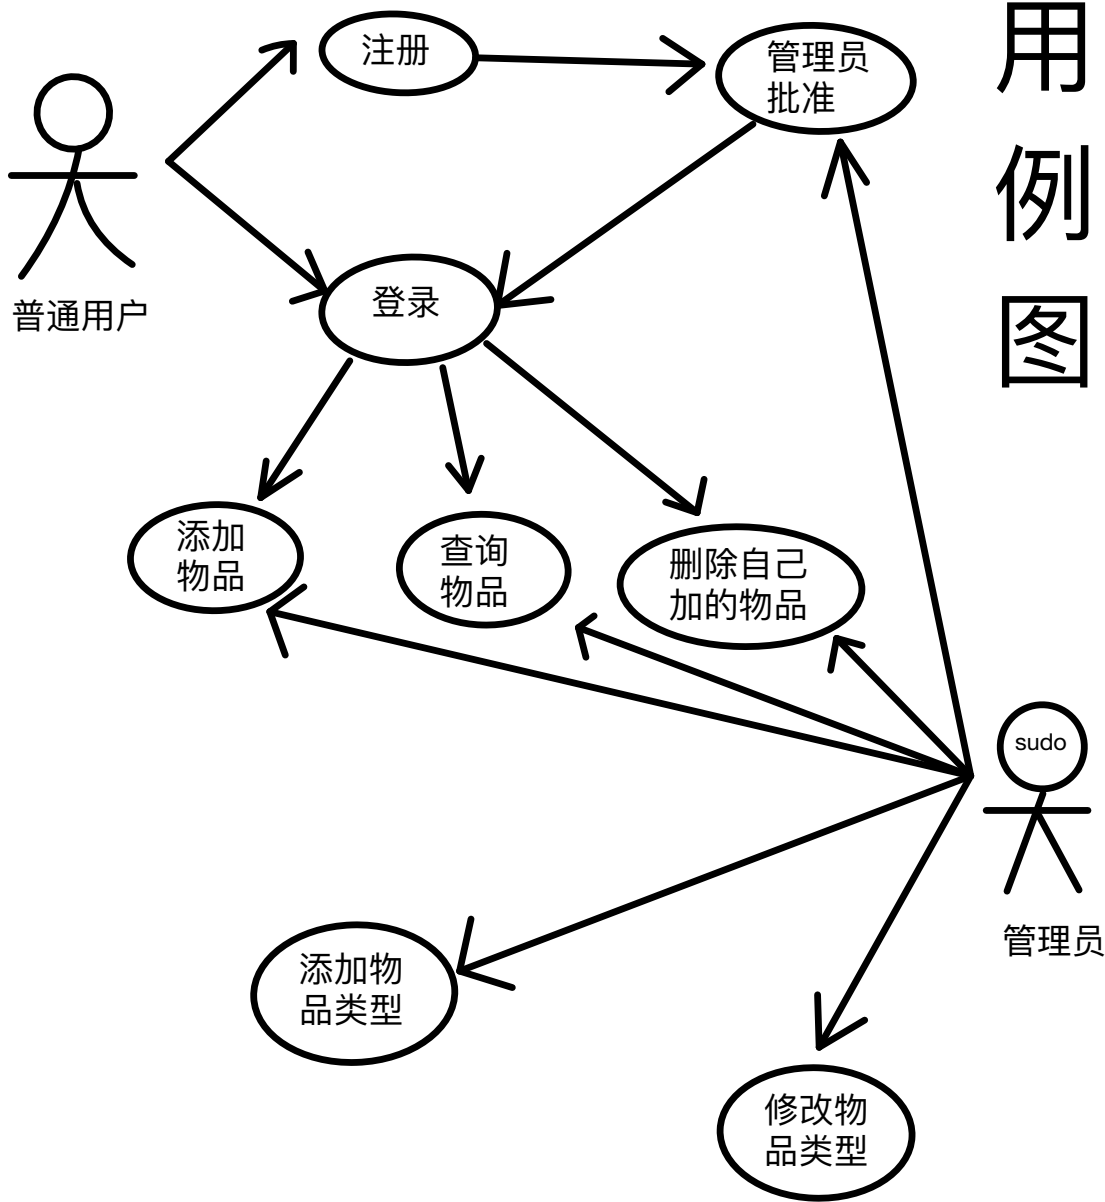 用
例
图
注册
管理员
批准
普通用户
登录
添加
物品
查询
物品
删除自己
加的物品
sudo
管理员
添加物
品类型
修改物
品类型